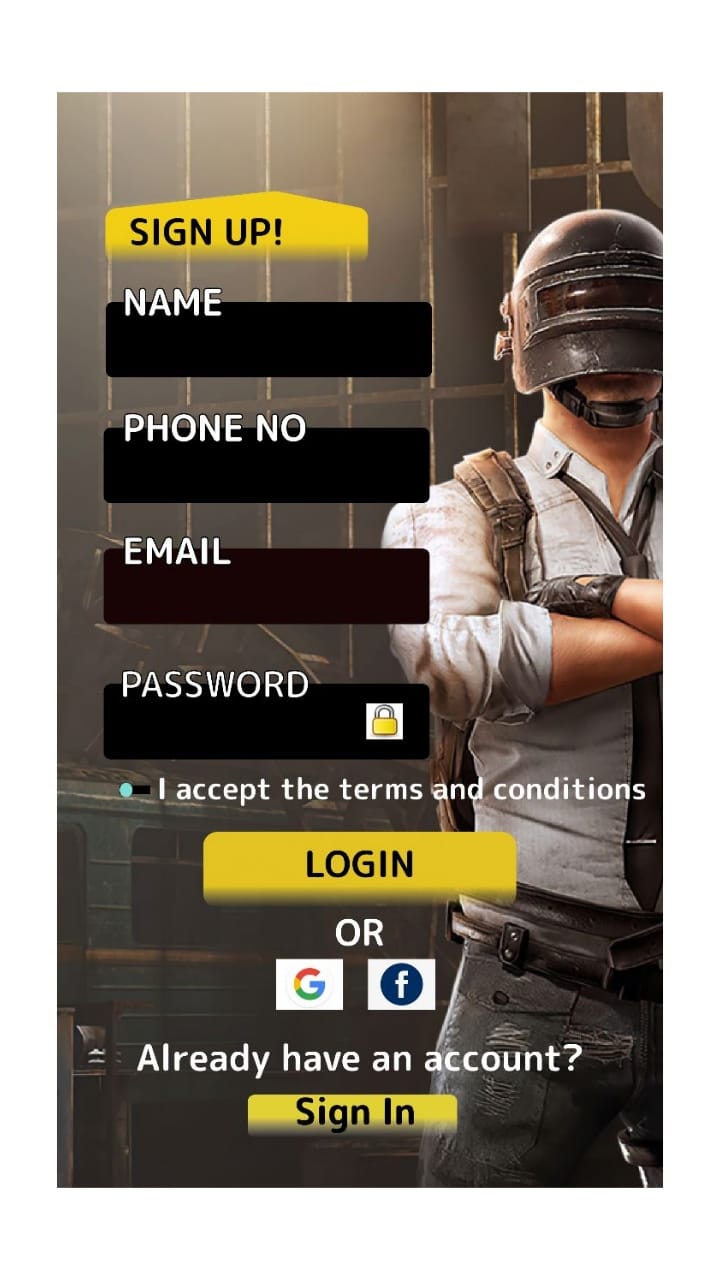 SIGN UP!
NAME
PHONE NO
EMAIL
PASSWORD
I accept the terms and conditions
LOGIN
OR
G f
Already have an account?
Sign In